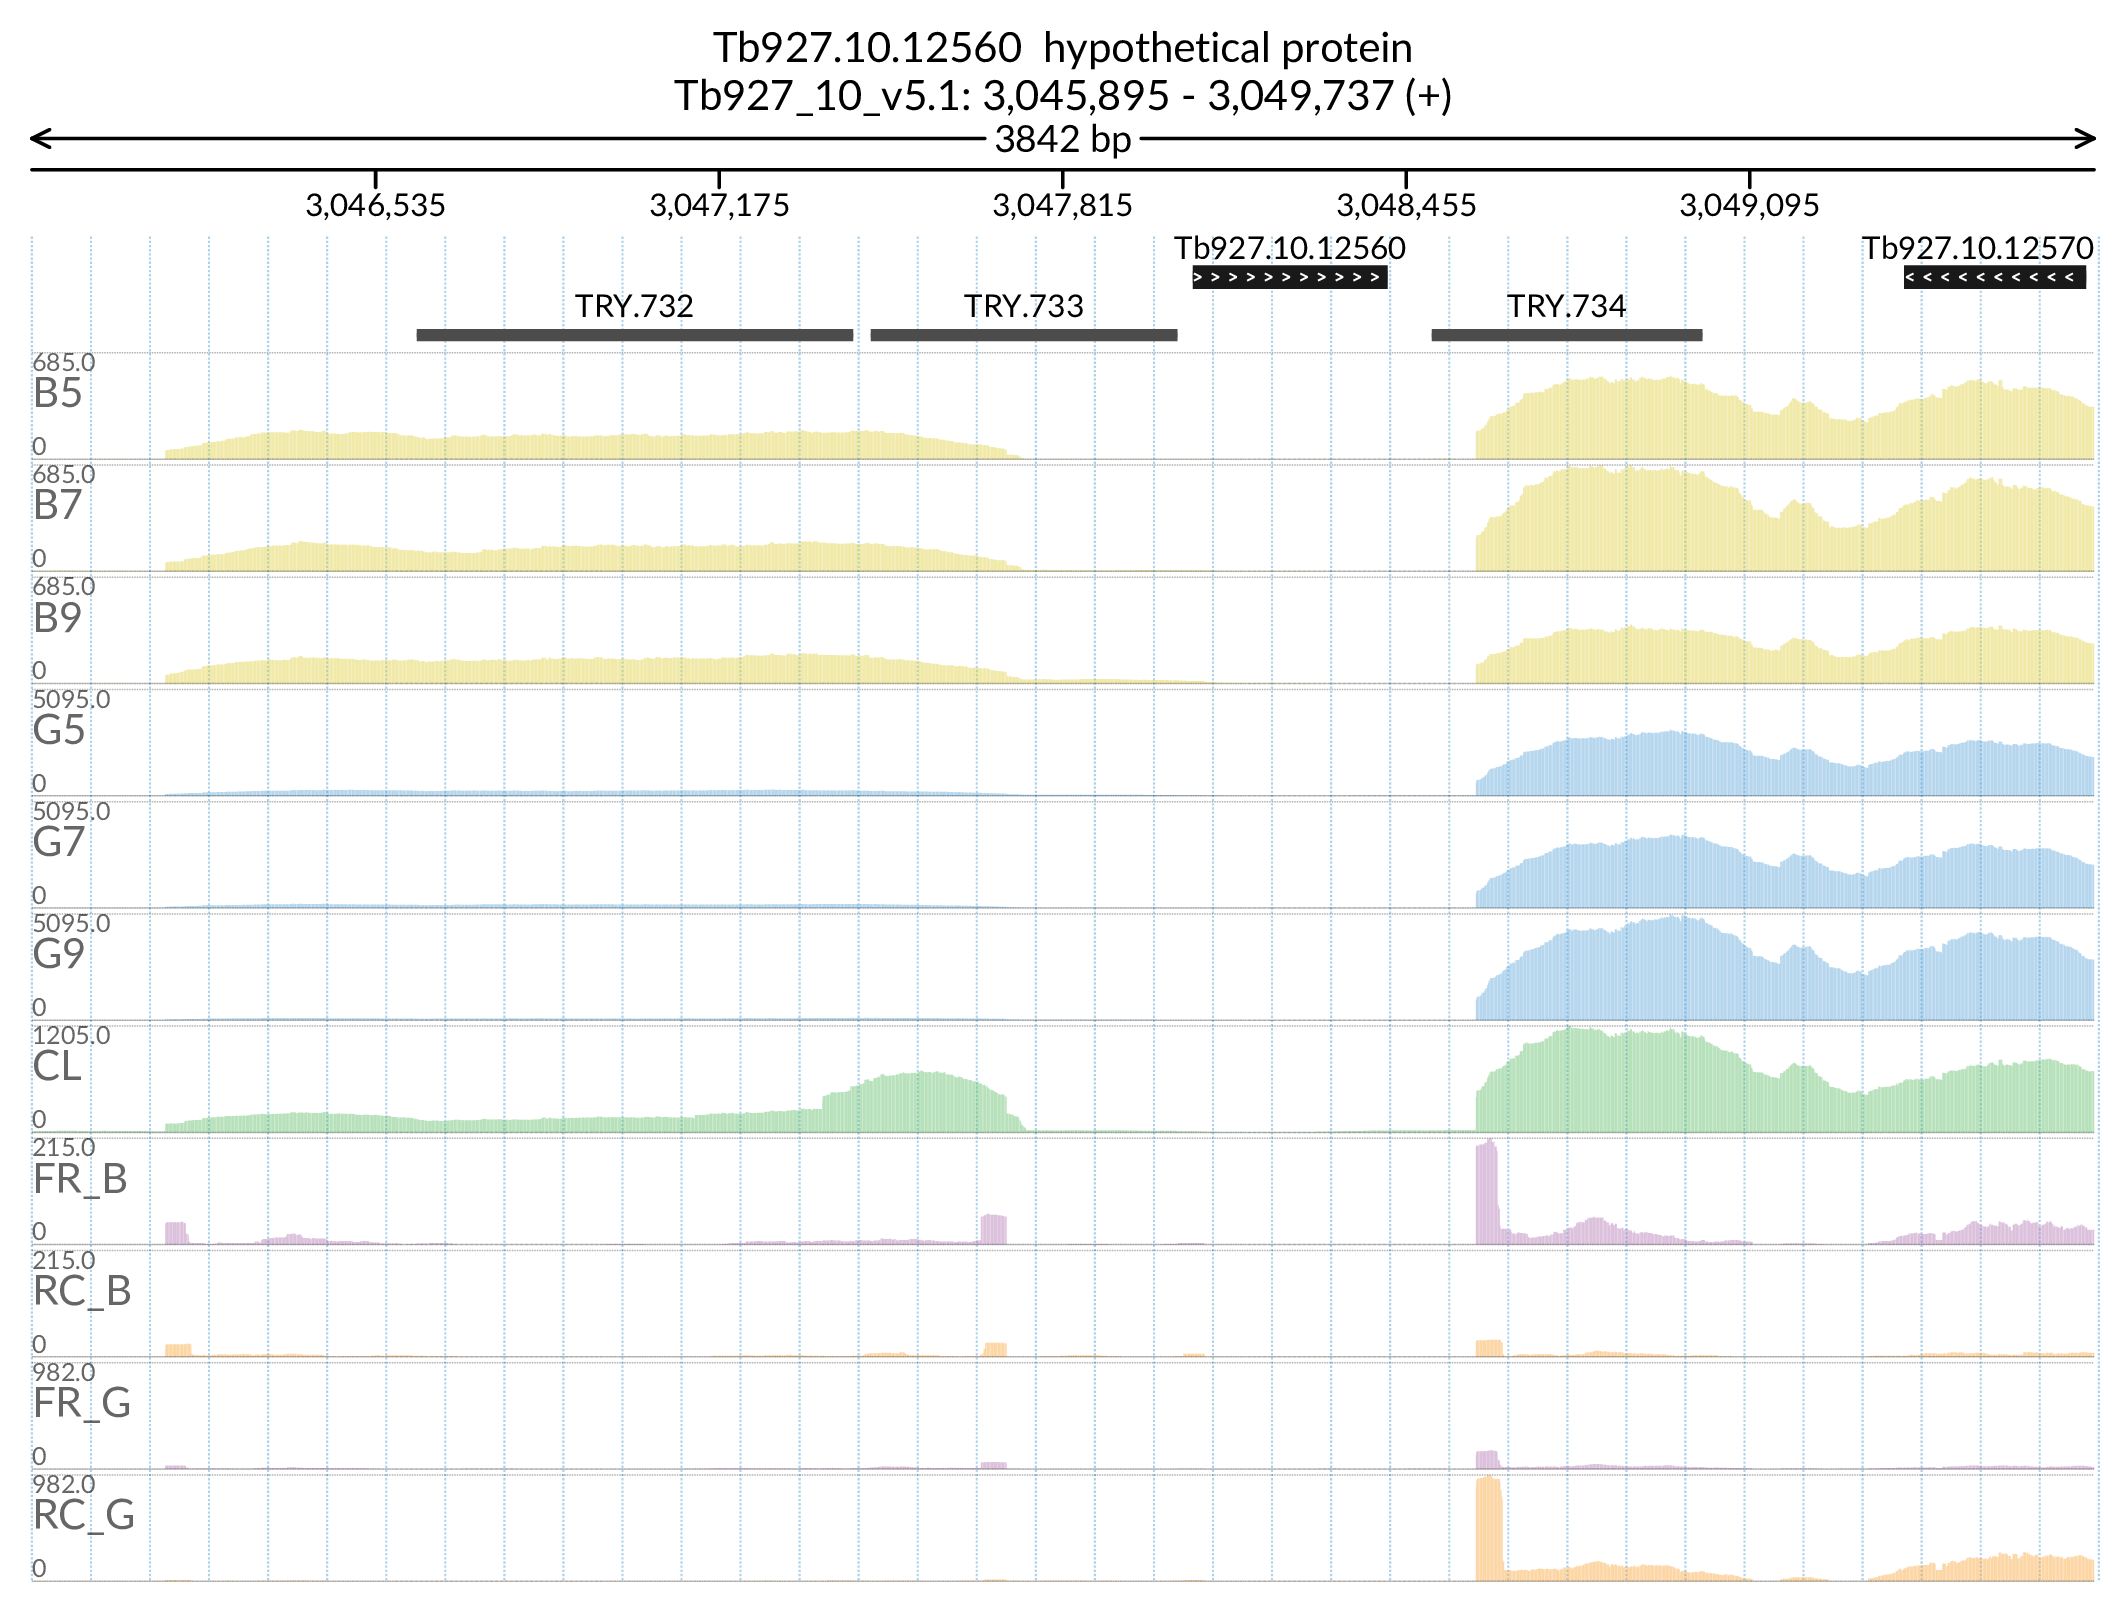 Tb927.10.12560  hypothetical protein
Tb927_10_v5.1: 3,045,895 - 3,049,737 (+)
3842 bp
3,046,535 3,047,175 3,047,815 3,048,455 3,049,095
Tb927.10.12560 Tb927.10.12570
> > > > > > > > > > > < < < < < < < < < <
TRY.732 TRY.733 TRY.734
685.0
B5
0
685.0
B7
0
685.0
B9
0
5095.0
G5
0
5095.0
G7
0
5095.0
G9
0
1205.0
CL
0
215.0
FR_B
0
215.0
RC_B
0
982.0
FR_G
0
982.0
RC_G
0